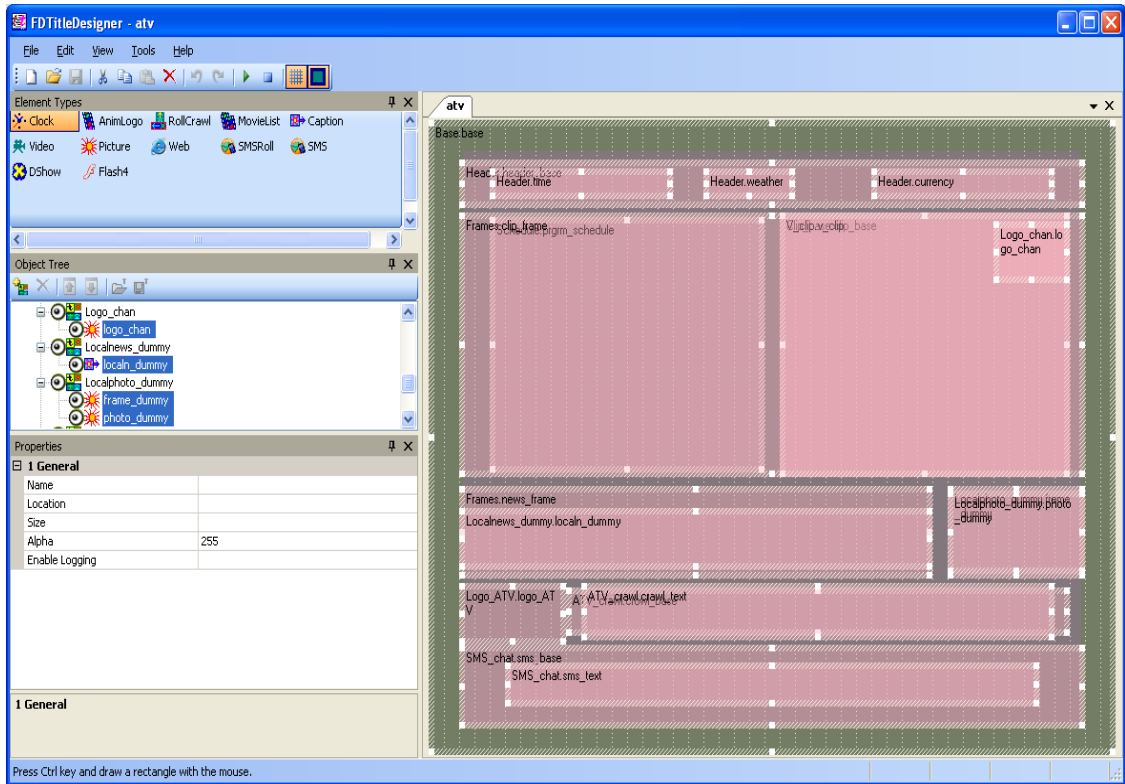 FDTitleDesigner - atv
File Edit View Tools Help
Element Types
Clock AnimLogo RollCrawl MovieList Caption
Video Picture Web SMSRoll SMS
DShow Flash4
Object Tree
Logo_chan
logo_chan
Localnews_dummy
localn_dummy
Localphoto_dummy
frame_dummy
photo_dummy
Properties
1 General
Name
Location
Size
Alpha 255
Enable Logging
1 General
atv
Base.base
Header.header_base
Header.time
Header.weather
Header.currency
Frames.clip_frame
Schedule.prgrm_schedule
Logo_chan.lo
go_chan
Frames.news_frame
Localnews_dummy.localn_dummy
Localphoto_dummy.photo
_dummy
Logo_ATV.logo_AT
V
ATV_crawl.crawl_text
SMS_chat.sms_base
SMS_chat.sms_text
Press Ctrl key and draw a rectangle with the mouse.